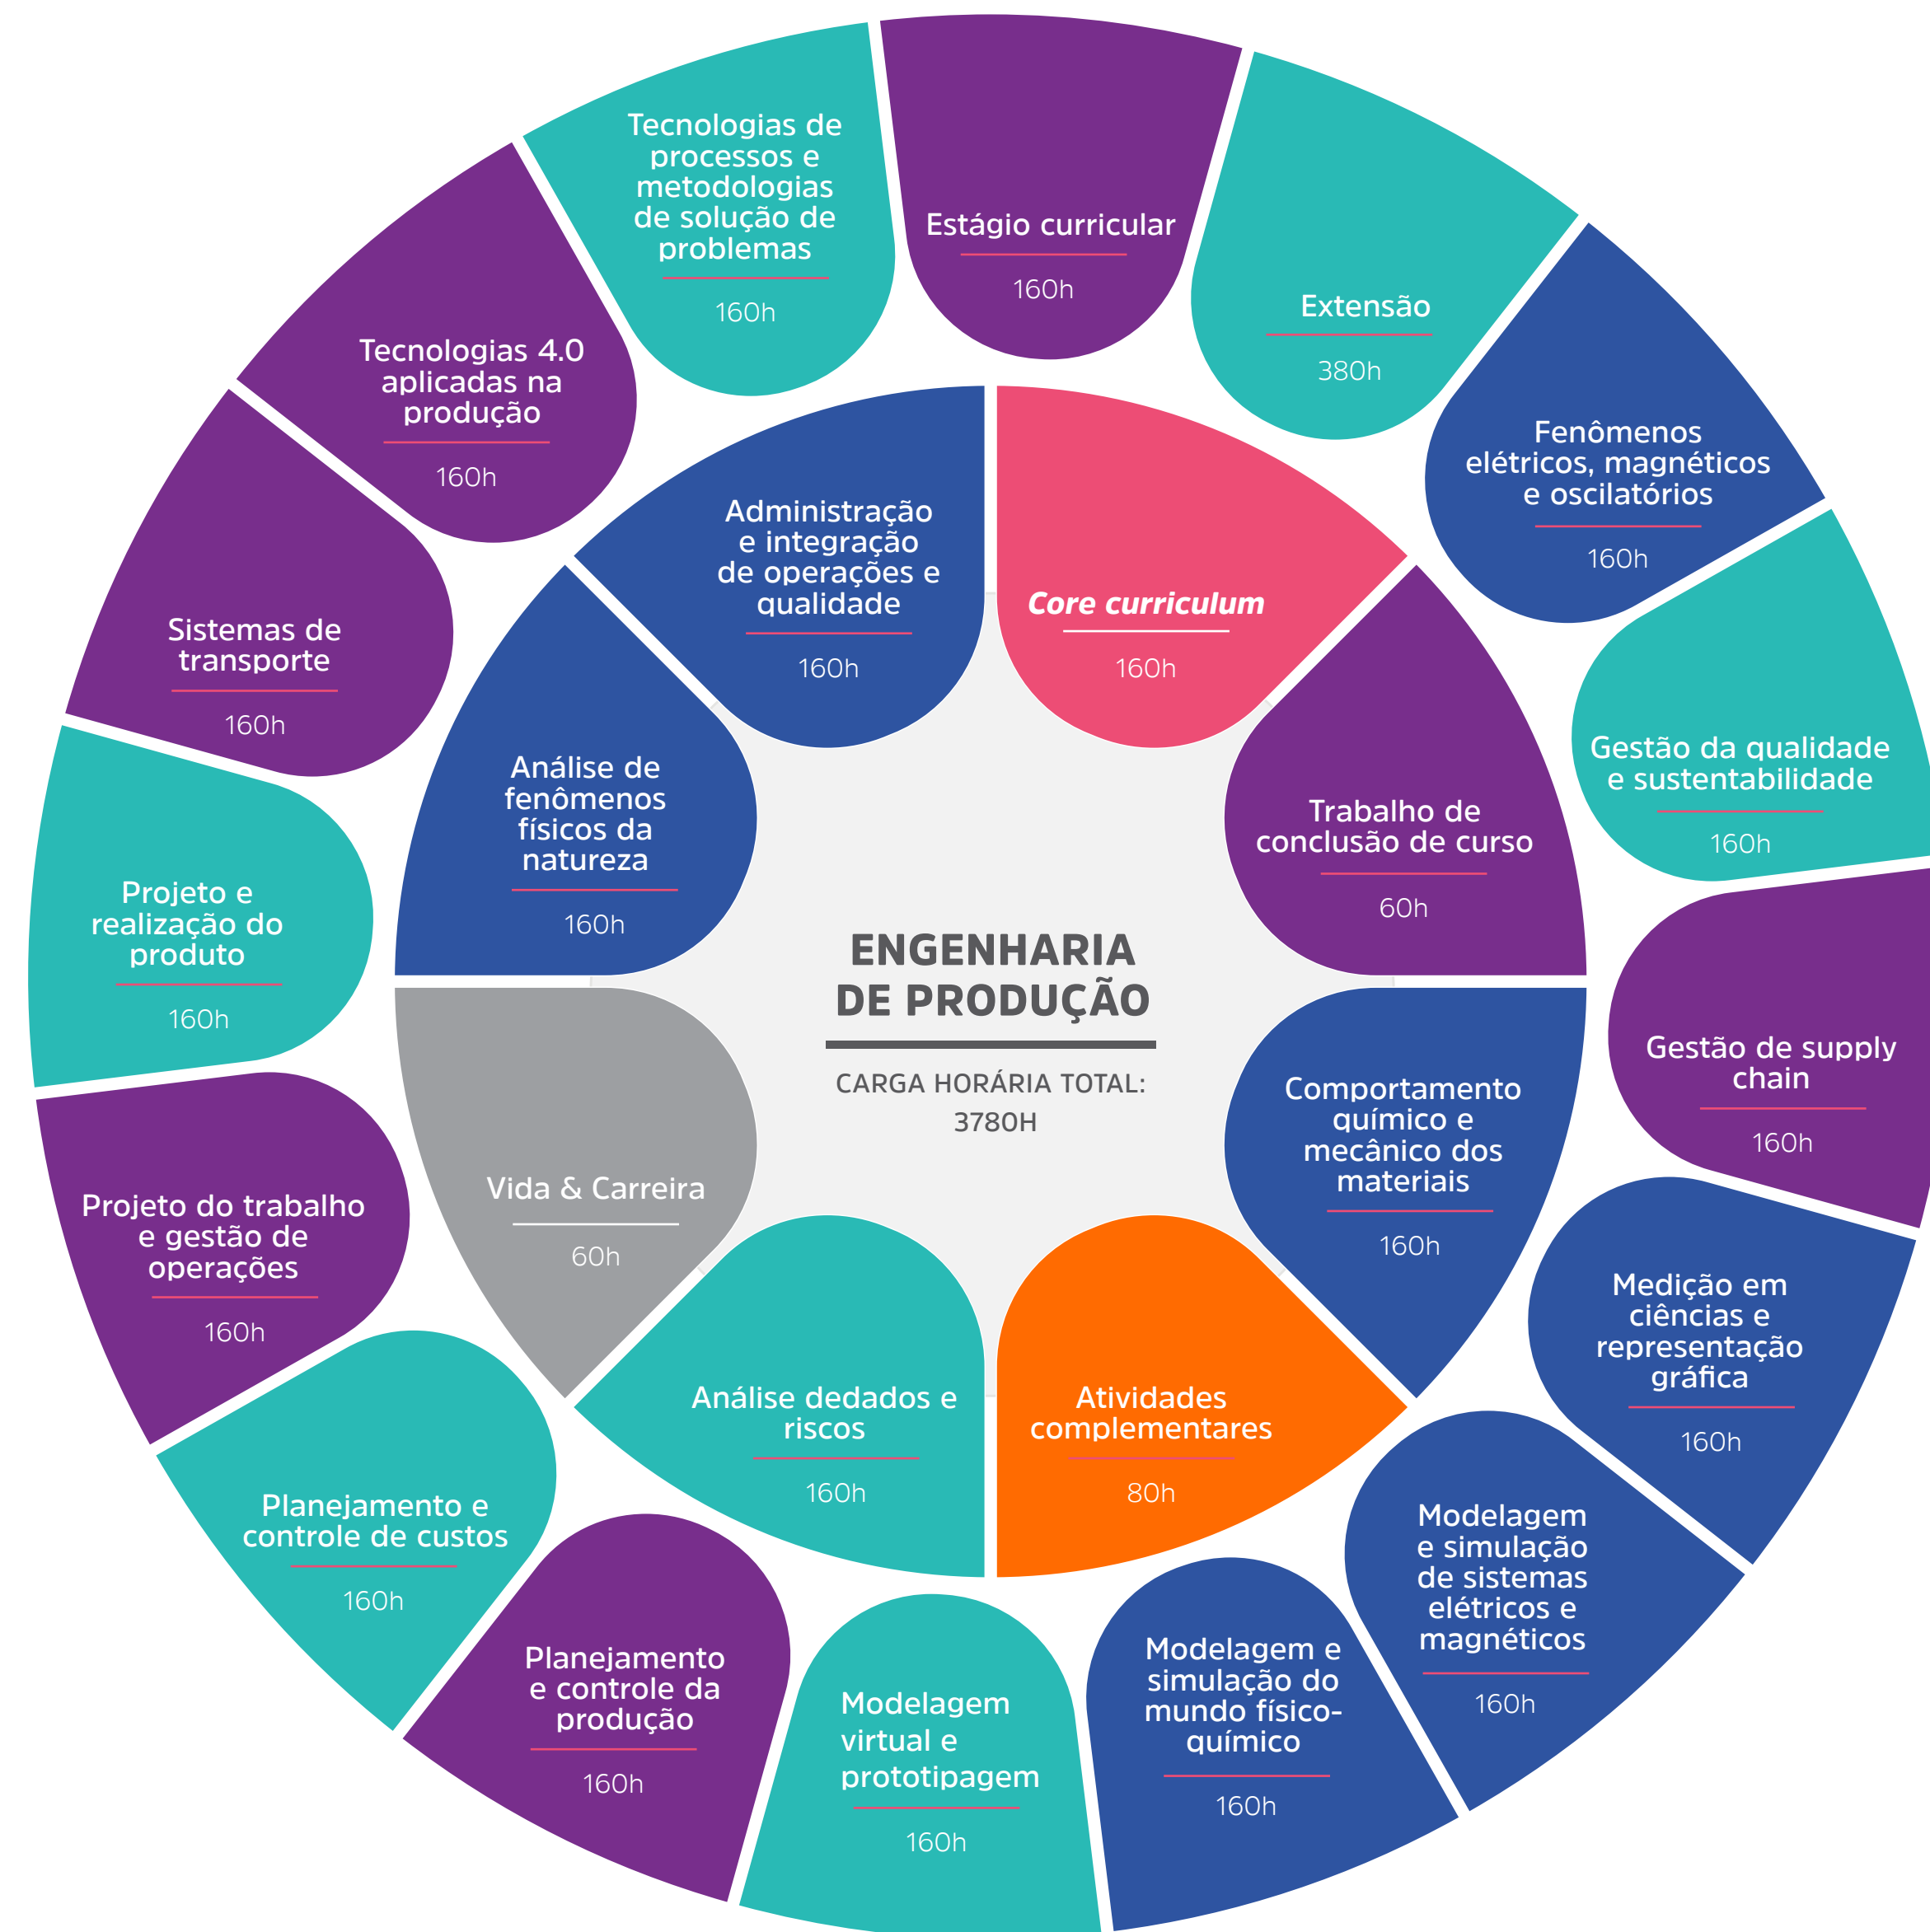 Tecnologias de
processos e
metodologias
de solução de
problemas
160h
Estágio curricular
160h
Extensão
380h
Fenômenos
elétricos, magnéticos
e oscilatórios
160h
Gestão da qualidade
e sustentabilidade
160h
Gestão de supply
chain
160h
Medição em
ciências e
representação
gráfica
160h
Modelagem
e simulação
de sistemas
elétricos e
magnéticos
160h
Modelagem e
simulação do
mundo físico-
químico
160h
Modelagem
virtual e
prototipagem
160h
Planejamento
e controle da
produção
160h
Planejamento e
controle de custos
160h
Projeto do trabalho
e gestão de
operações
160h
Projeto e
realização do
produto
160h
Sistemas de
transporte
160h
Tecnologias 4.0
aplicadas na
produção
160h
Administração
e integração
de operações e
qualidade
160h
Core curriculum
160h
Trabalho de
conclusão de curso
60h
Comportamento
químico e
mecânico dos
materiais
160h
Atividades
complementares
80h
Análise dedados e
riscos
160h
Vida & Carreira
60h
Análise de
fenômenos
físicos da
natureza
160h
ENGENHARIA
DE PRODUÇÃO
CARGA HORÁRIA TOTAL:
3780H